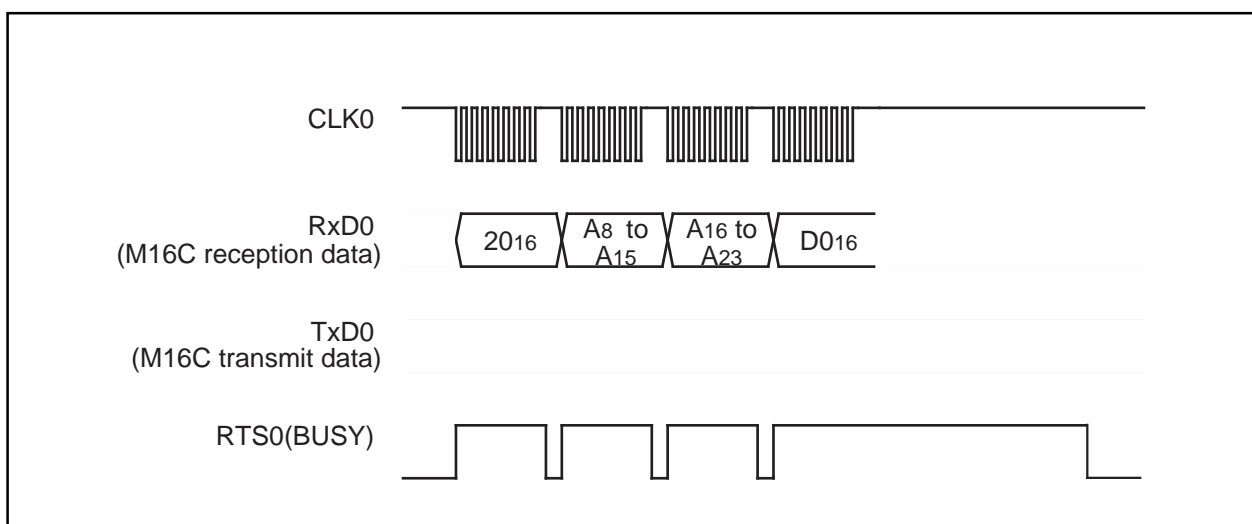 CLK0
RxD0
(M16C reception data)
2016
A8 to
A15
A16 to
A23
D016
TxD0
(M16C transmit data)
RTS0(BUSY)